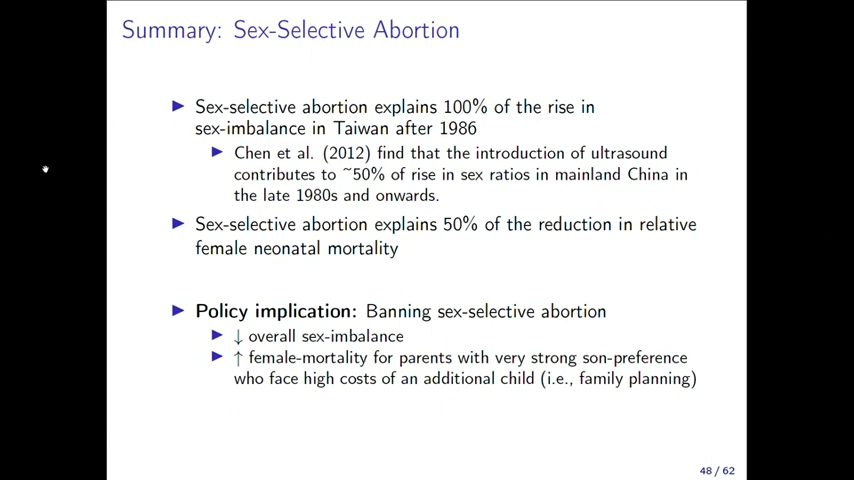 Summary: Sex-Selective Abortion
▶ Sex-selective abortion explains 100% of the rise in
sex-imbalance in Taiwan after 1986
▶ Chen et al. (2012) find that the introduction of ultrasound
contributes to ~50% of rise in sex ratios in mainland China in
the late 1980s and onwards.
▶ Sex-selective abortion explains 50% of the reduction in relative
female neonatal mortality
▶ Policy implication: Banning sex-selective abortion
▶ ↓ overall sex-imbalance
▶ ↑ female-mortality for parents with very strong son-preference
who face high costs of an additional child (i.e., family planning)
48 / 62